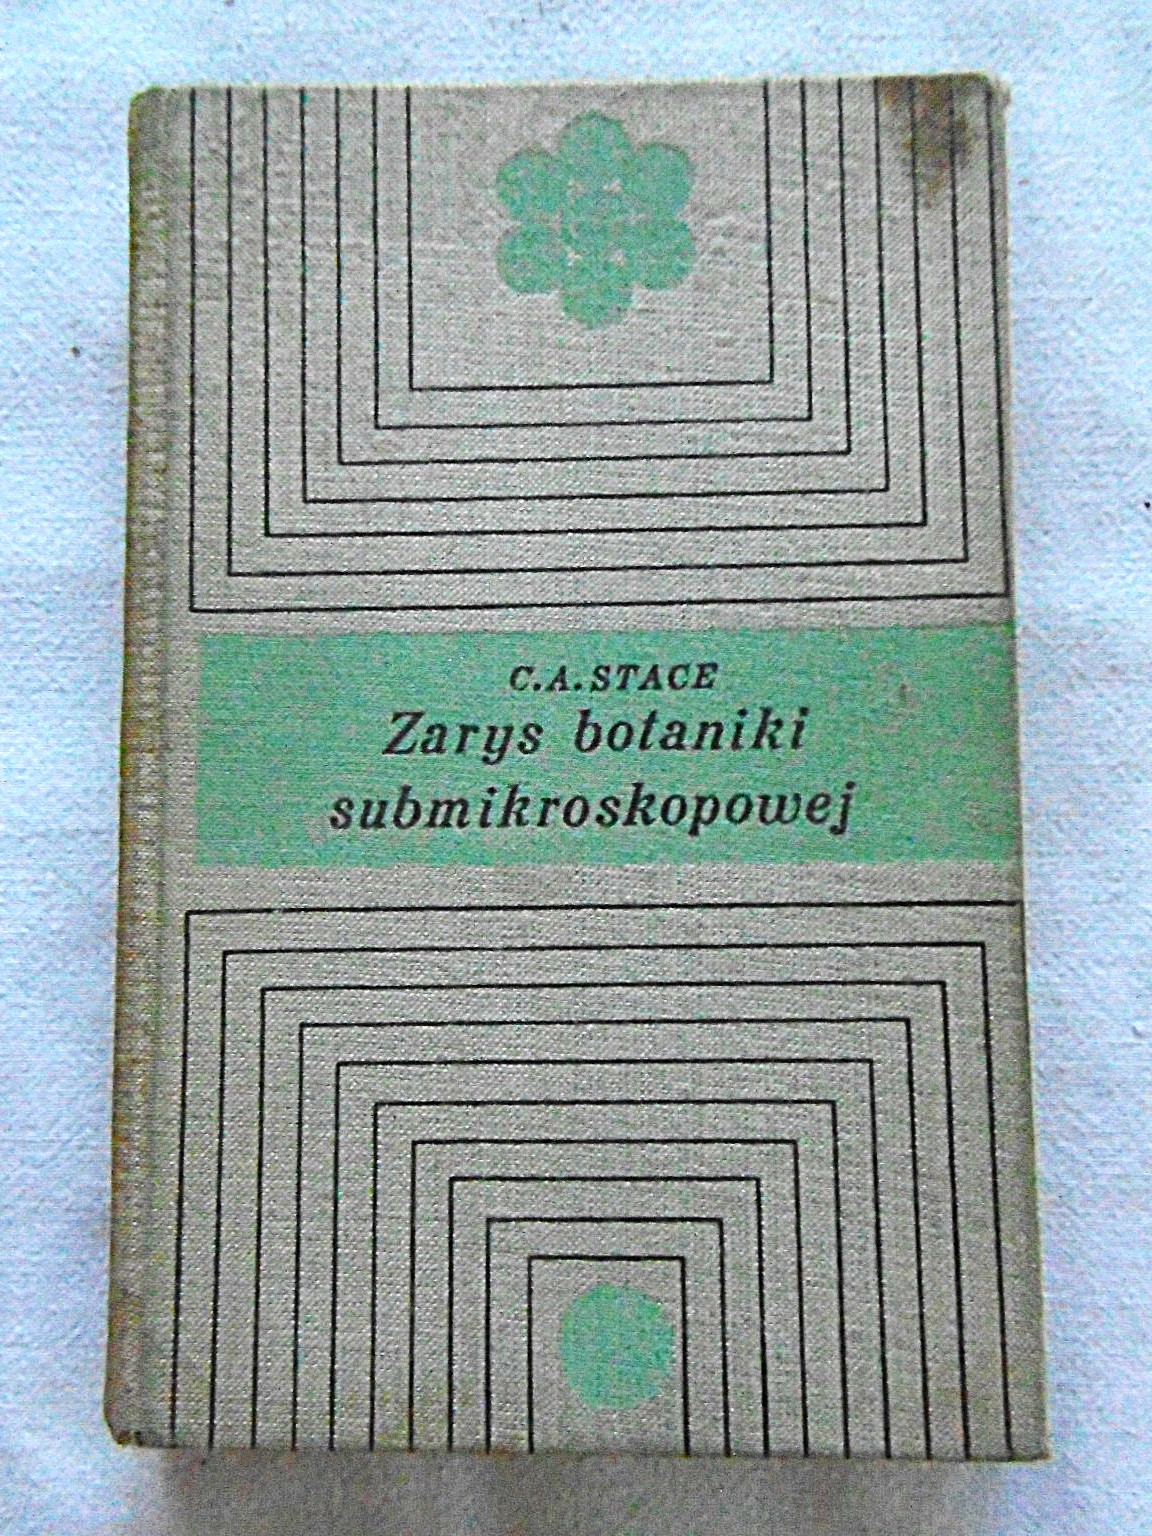 C.A. STACE
Zarys botaniki
submikroskopowej